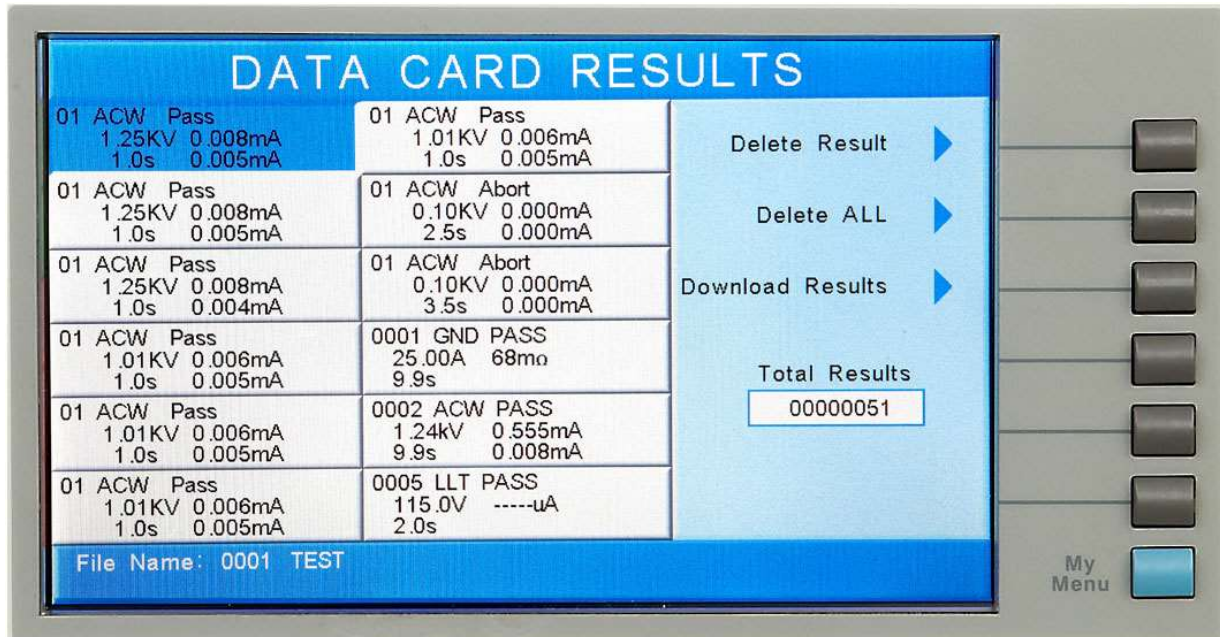 DATA CARD RESULTS
01 ACW Pass
1.25KV 0.008mA
1.0s 0.005mA
01 ACW Pass
1.25KV 0.008mA
1.0s 0.005mA
01 ACW Pass
1.25KV 0.008mA
1.0s 0.004mA
01 ACW Pass
1.01KV 0.006mA
1.0s 0.005mA
01 ACW Pass
1.01KV 0.006mA
1.0s 0.005mA
01 ACW Pass
1.01KV 0.006mA
1.0s 0.005mA
01 ACW Pass
1.01KV 0.006mA
1.0s 0.005mA
01 ACW Abort
0.10KV 0.000mA
2.5s 0.000mA
01 ACW Abort
0.10KV 0.000mA
3.5s 0.000mA
0001 GND PASS
25.00A 68mΩ
9.9s
0002 ACW PASS
1.24kV 0.555mA
9.9s 0.008mA
0005 LLT PASS
115.0V -----uA
2.0s
Delete Result
Delete ALL
Download Results
Total Results
00000051
File Name: 0001 TEST
My
Menu